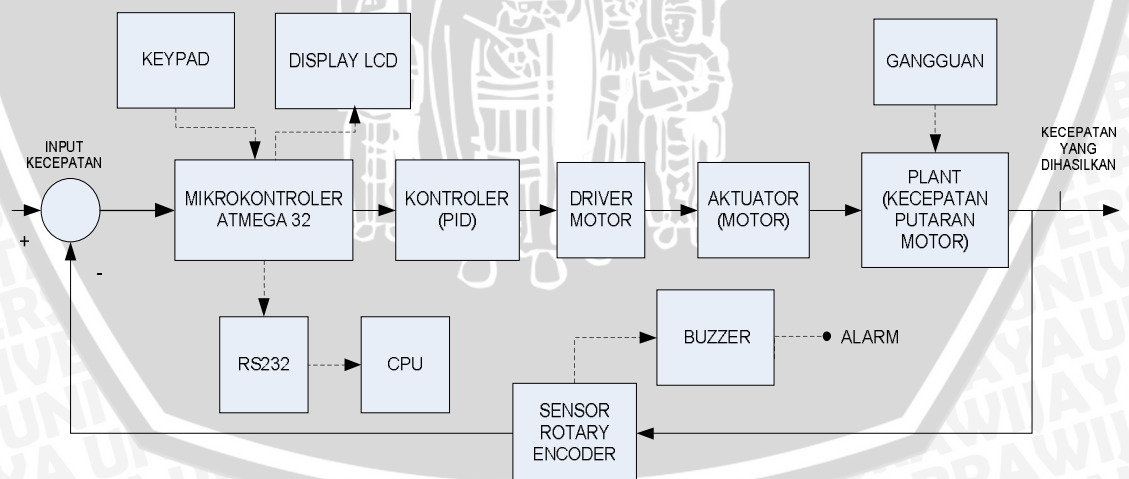 KEYPAD
DISPLAY LCD
GANGGUAN
INPUT
KECEPATAN
KECEPATAN
YANG
DIHASILKAN
+
-
MIKROKONTROLER
ATMEGA 32
KONTROLER
(PID)
DRIVER
MOTOR
AKTUATOR
(MOTOR)
PLANT
(KECEPATAN
PUTARAN
MOTOR)
RS232
CPU
BUZZER
ALARM
SENSOR
ROTARY
ENCODER